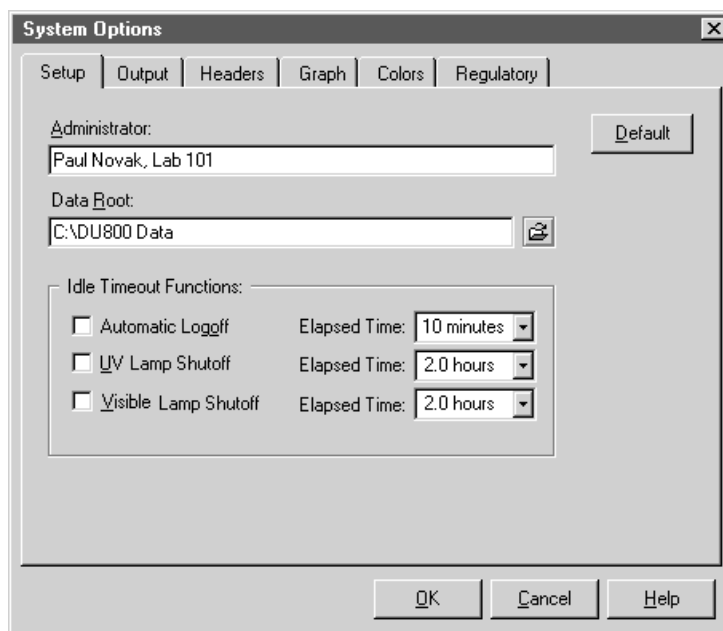 System Options
Setup Output Headers Graph Colors Regulatory
Administrator:
Default
Paul Novak, Lab 101
Data Root:
C:\DU800 Data
Idle Timeout Functions:
Automatic Logoff Elapsed Time: 10 minutes
UV Lamp Shutoff Elapsed Time: 2.0 hours
Visible Lamp Shutoff Elapsed Time: 2.0 hours
OK Cancel Help